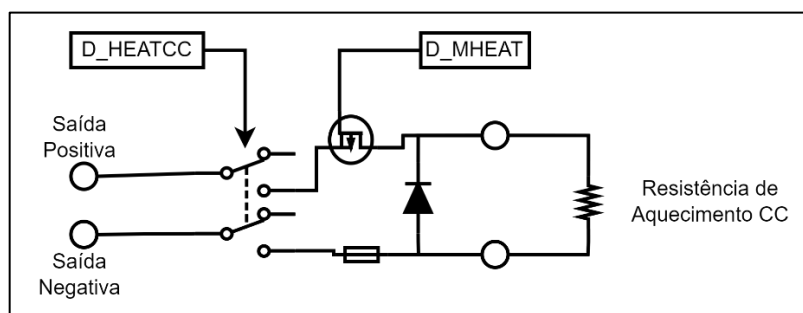 D_HEATCC
D_MHEAT
Saída
Positiva
Saída
Negativa
Resistência de
Aquecimento CC